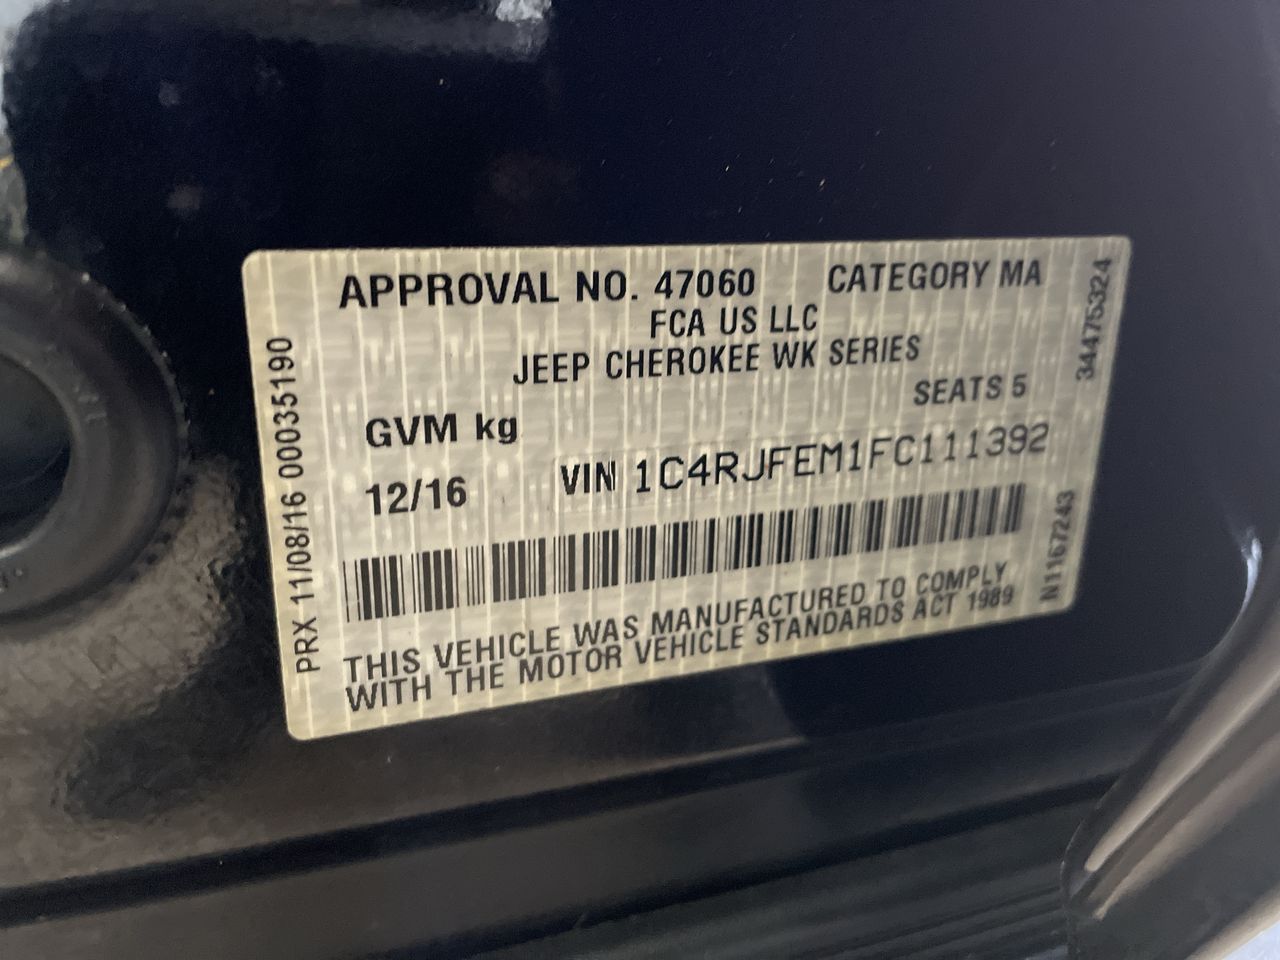 APPROVAL NO. 47060 CATEGORY MA
FCA US LLC
JEEP CHEROKEE WK SERIES
SEATS 5
GVM kg
12/16 VIN 1C4RJFEM1FC111392
THIS VEHICLE WAS MANUFACTURED TO COMPLY
WITH THE MOTOR VEHICLE STANDARDS ACT 1989
PRX 11/08/16 00035190
34475324
N1167243